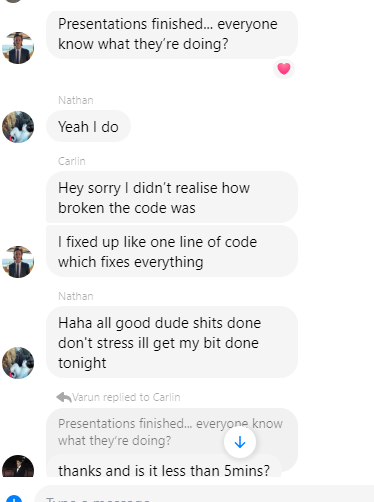 Presentations finished... everyone
know what they're doing?
Nathan
Yeah I do
Carlin
Hey sorry I didn't realise how
broken the code was
I fixed up like one line of code
which fixes everything
Nathan
Haha all good dude shits done
don't stress ill get my bit done
tonight
Varun replied to Carlin
Presentations finished... everyone know
what they're doing?
thanks and is it less than 5mins?
Type a message